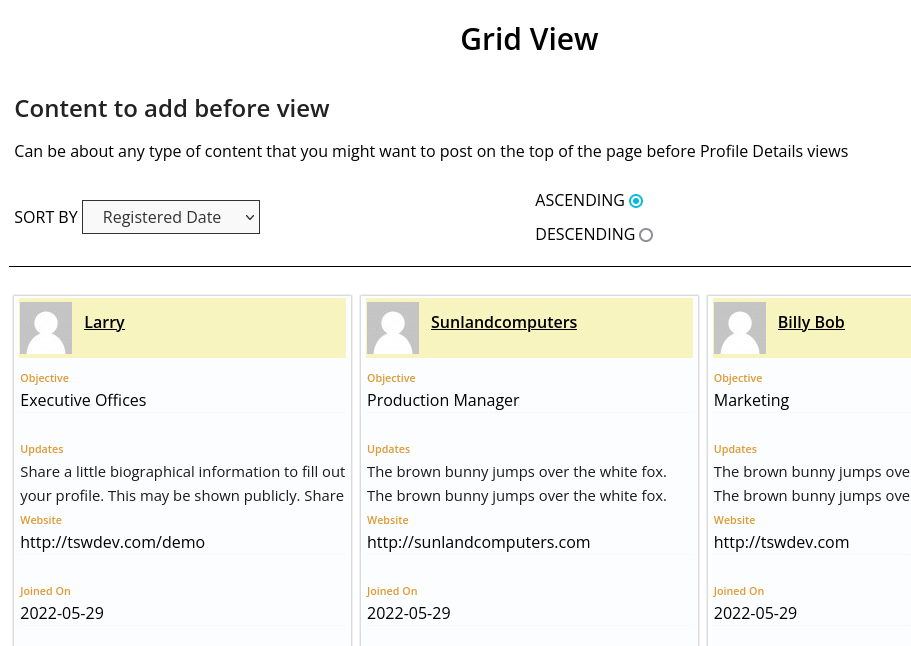 Grid View
Content to add before view
Can be about any type of content that you might want to post on the top of the page before Profile Details views
SORT BY Registered Date
ASCENDING
DESCENDING
Larry
Objective
Executive Offices
Updates
Share a little biographical information to fill out
your profile. This may be shown publicly. Share
Website
http://tswdev.com/demo
Joined On
2022-05-29
Sunlandcomputers
Objective
Production Manager
Updates
The brown bunny jumps over the white fox.
The brown bunny jumps over the white fox.
Website
http://sunlandcomputers.com
Joined On
2022-05-29
Billy Bob
Objective
Marketing
Updates
The brown bunny jumps ove
The brown bunny jumps ove
Website
http://tswdev.com
Joined On
2022-05-29